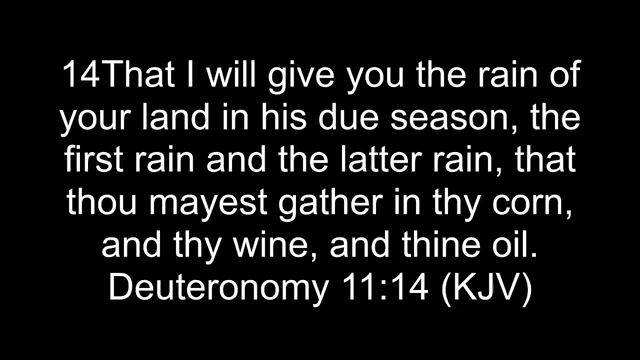 14That I will give you the rain of
your land in his due season, the
first rain and the latter rain, that
thou mayest gather in thy corn,
and thy wine, and thine oil.
Deuteronomy 11:14 (KJV)